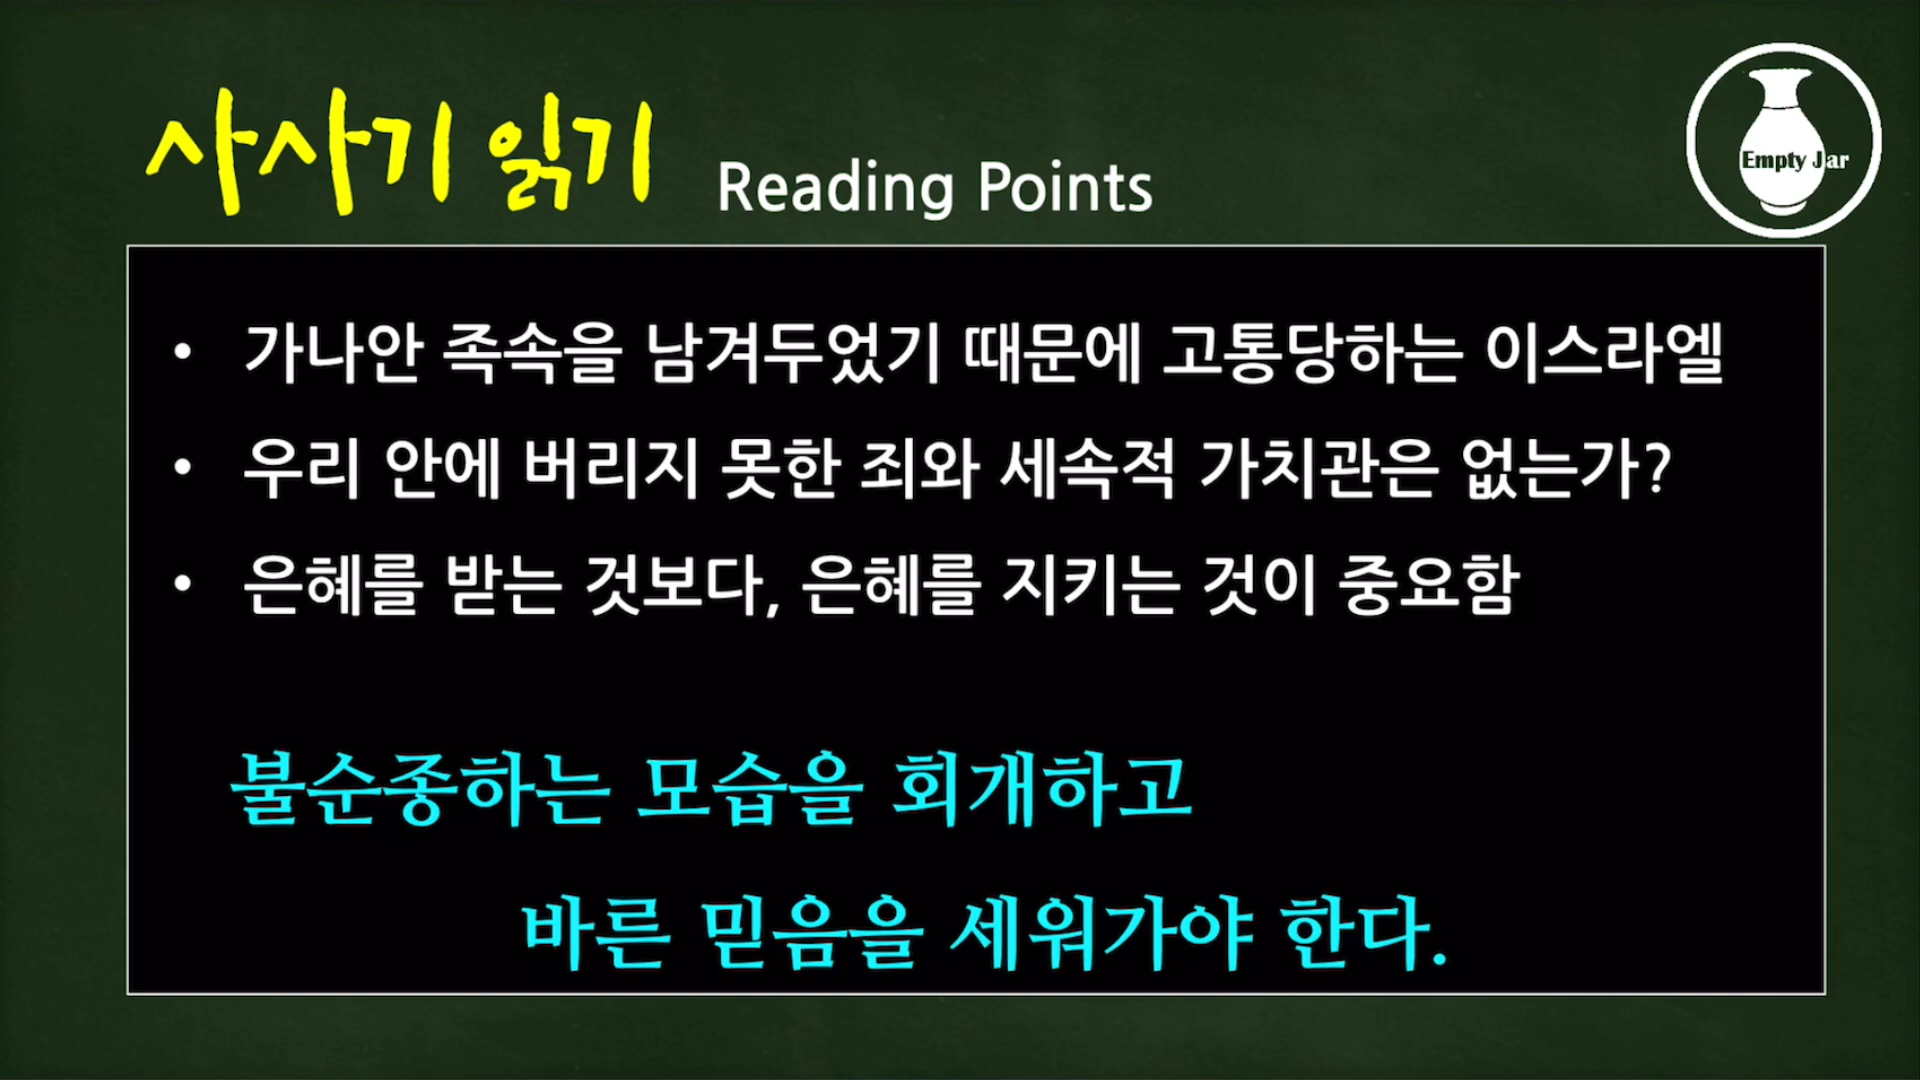 사사기 읽기 Reading Points
Empty Jar
• 가나안 족속을 남겨두었기 때문에 고통당하는 이스라엘
• 우리 안에 버리지 못한 죄와 세속적 가치관은 없는가?
• 은혜를 받는 것보다, 은혜를 지키는 것이 중요함
불순종하는 모습을 회개하고
바른 믿음을 세워가야 한다.